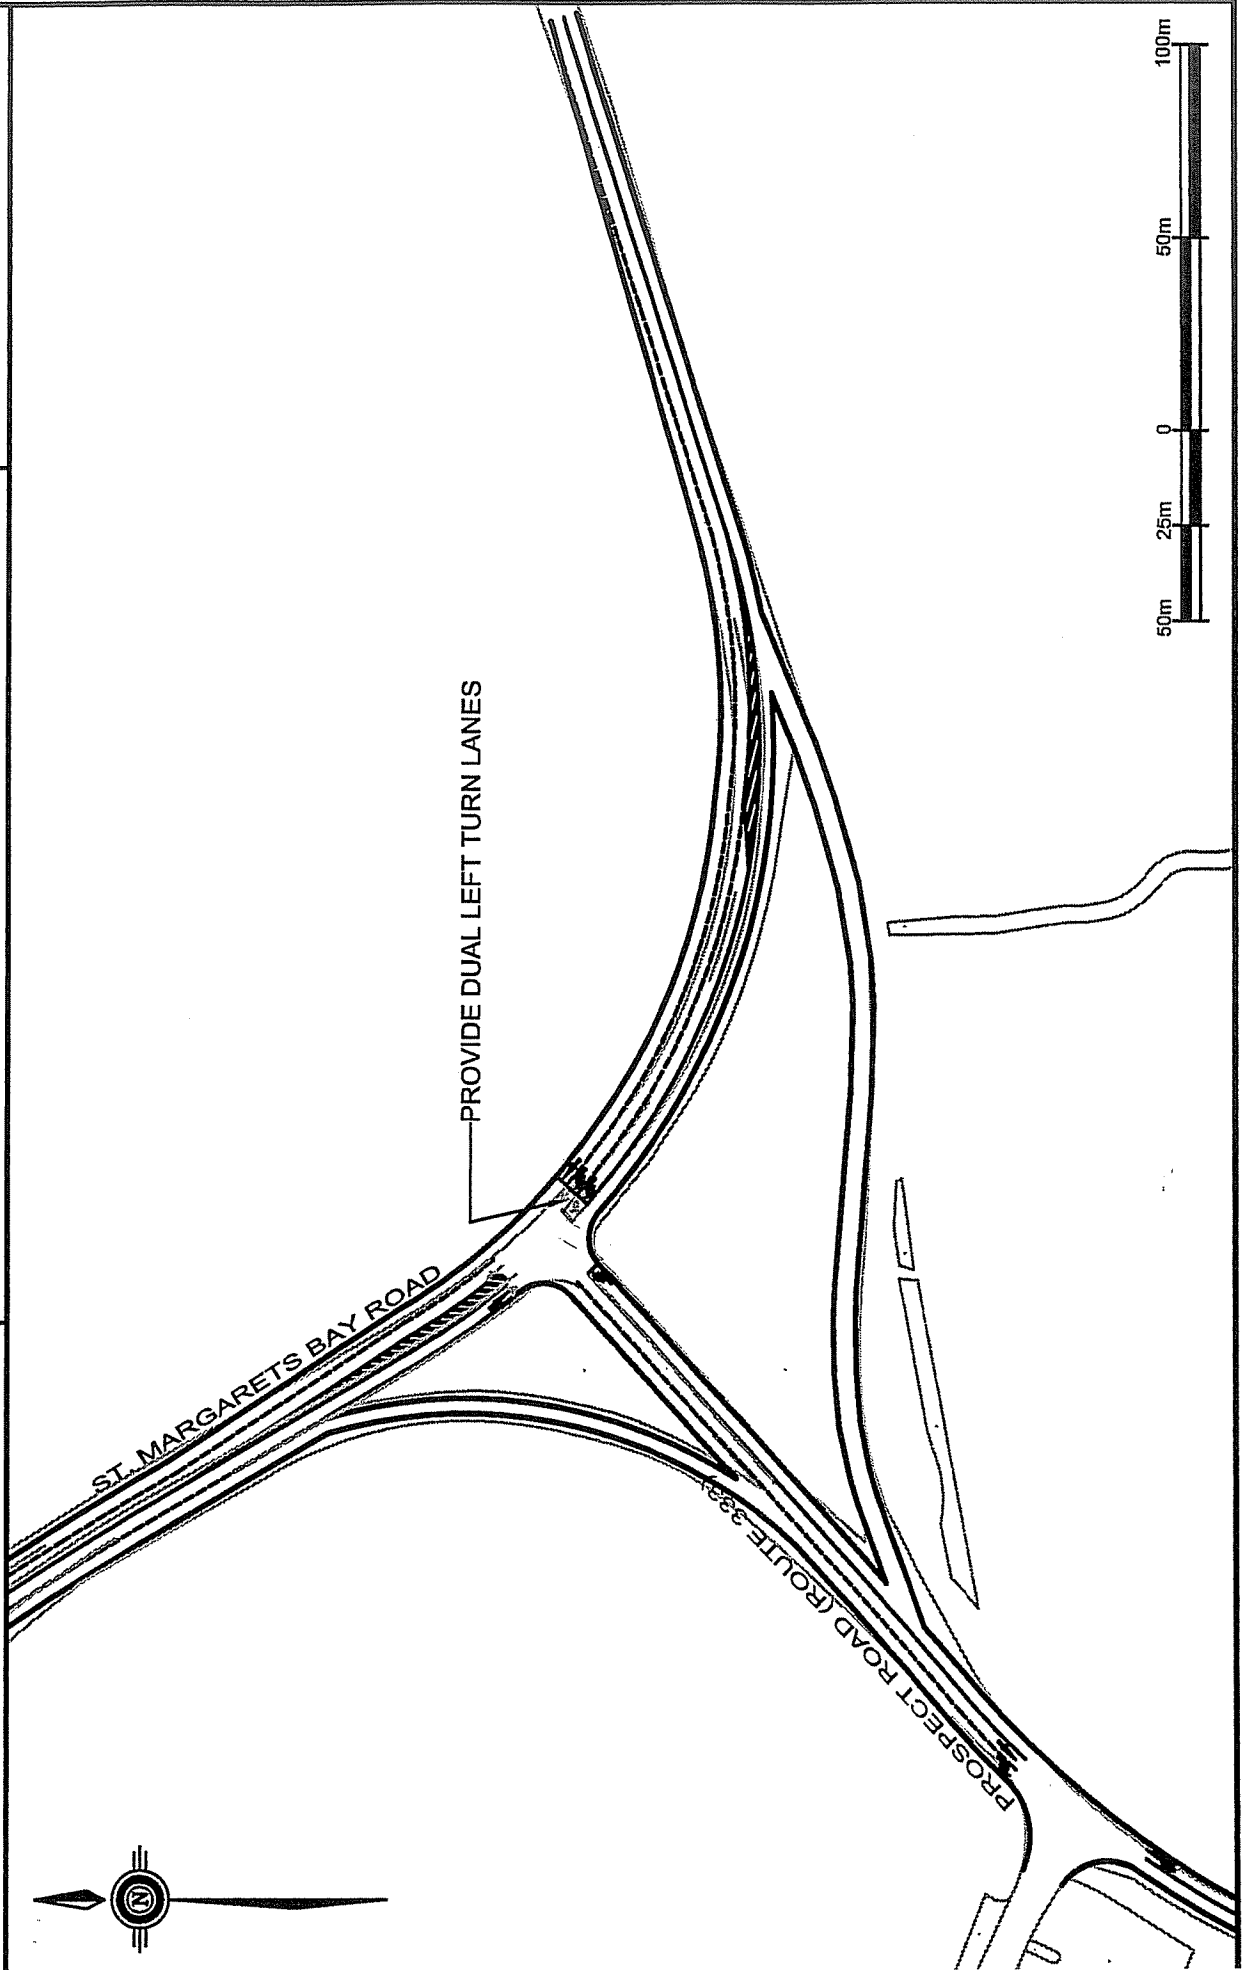 ST. MARGARETS BAY ROAD
PROVIDE DUAL LEFT TURN LANES
PROSPECT ROAD (ROUTE 333)
N
50m 25m 0 50m 100m